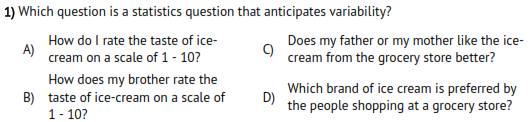 1) Which question is a statistics question that anticipates variability?
A) How do I rate the taste of ice-
cream on a scale of 1 - 10?
C) Does my father or my mother like the ice-
cream from the grocery store better?
B) How does my brother rate the
taste of ice-cream on a scale of
1 - 10?
D) Which brand of ice cream is preferred by
the people shopping at a grocery store?